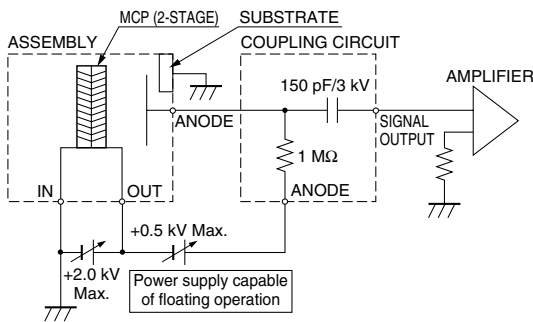 MCP (2-STAGE)
SUBSTRATE
ASSEMBLY
COUPLING CIRCUIT
150 pF/3 kV
AMPLIFIER
ANODE
SIGNAL
OUTPUT
1 MΩ
IN
OUT
ANODE
+0.5 kV Max.
+2.0 kV
Max.
Power supply capable
of floating operation